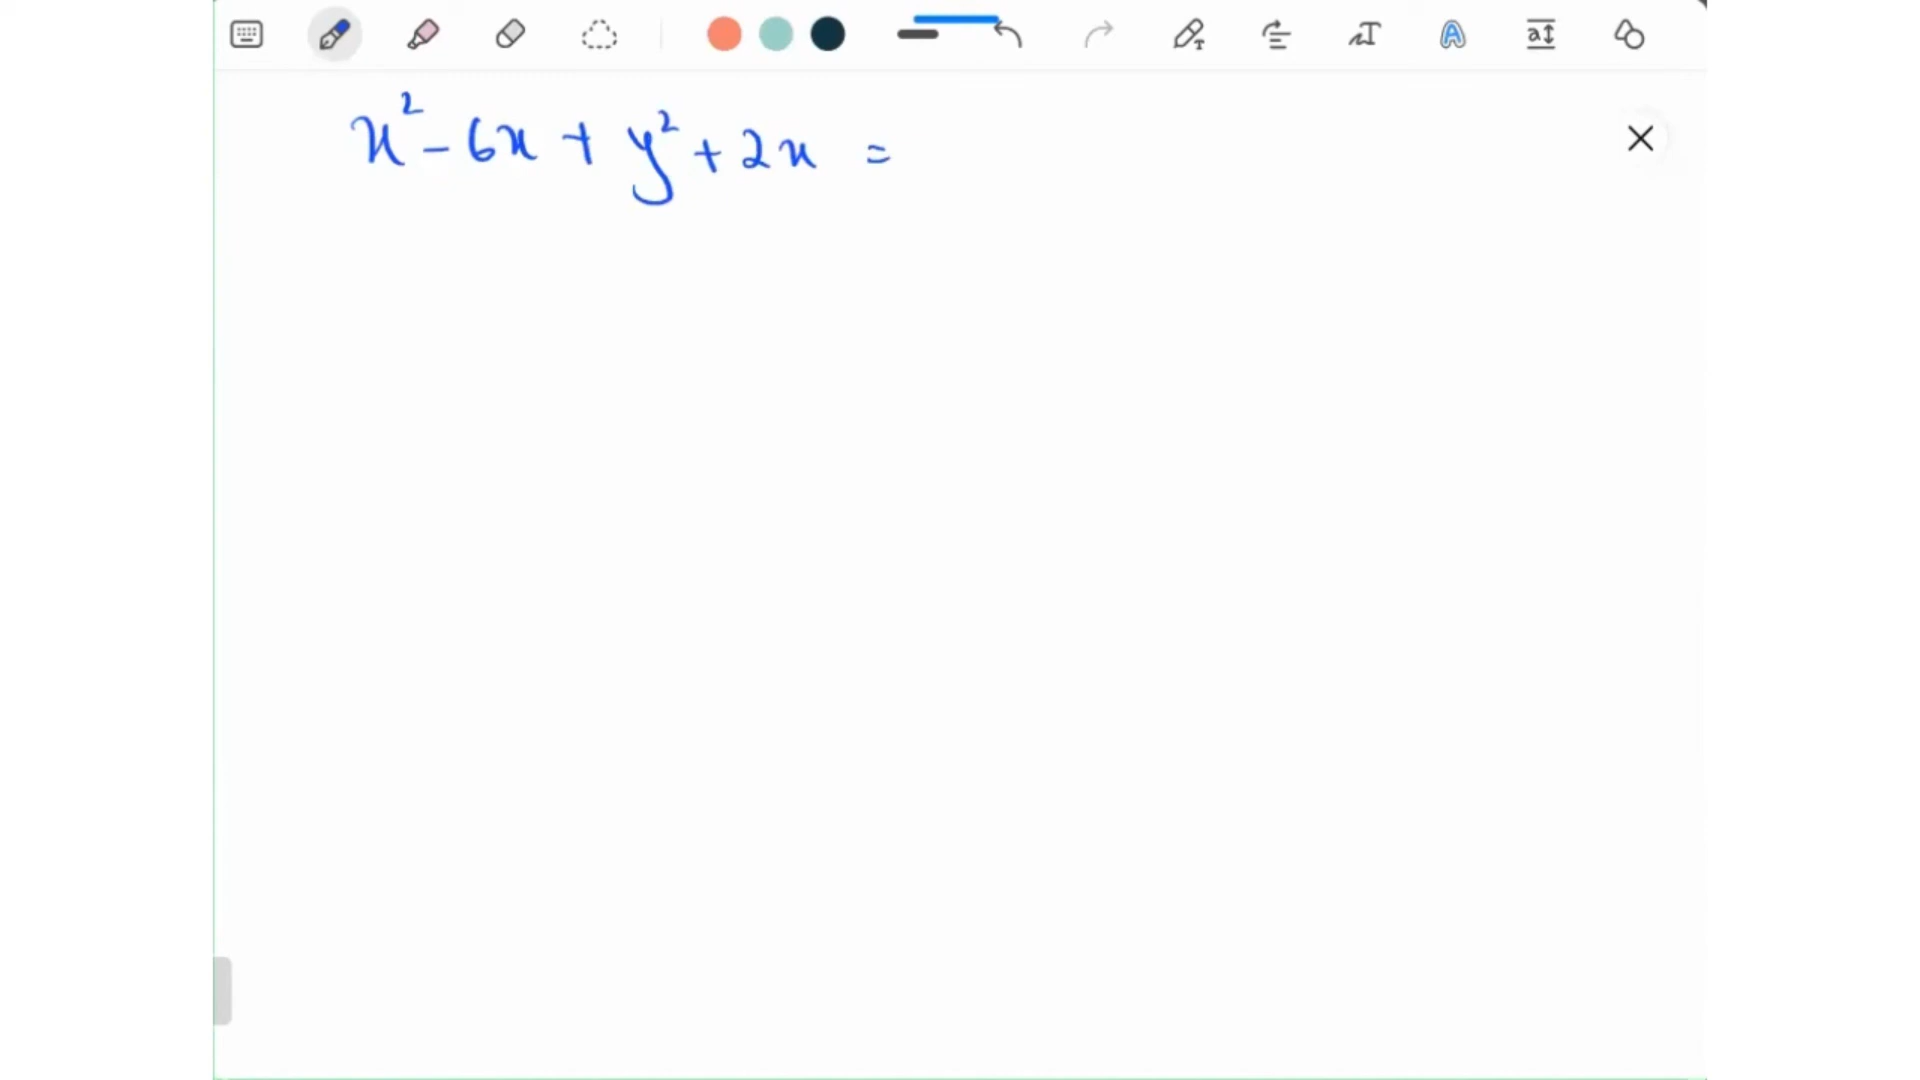 x² - 6x + y² + 2x =